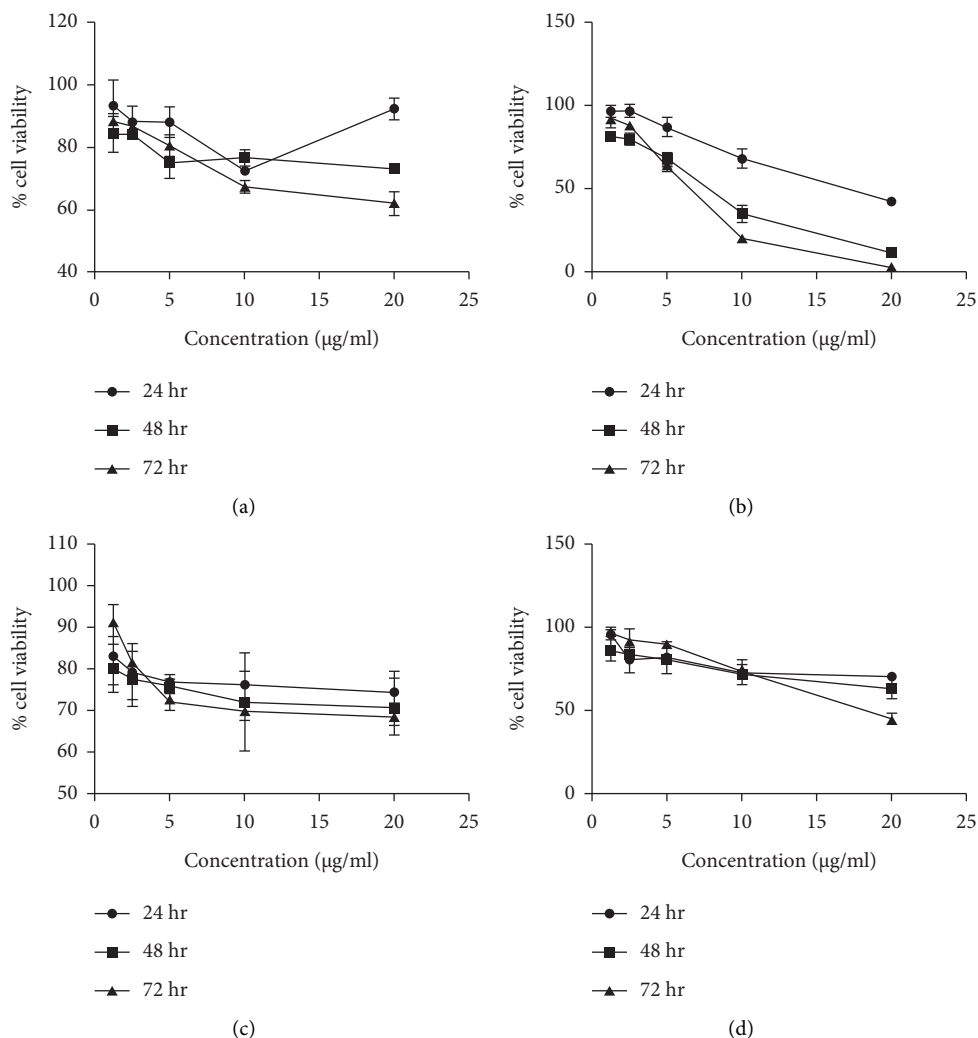 120
100
80
60
40
% cell viability
0 5 10 15 20 25
Concentration (μg/ml)
24 hr
48 hr
72 hr
(a)
150
100
50
0
% cell viability
0 5 10 15 20 25
Concentration (μg/ml)
24 hr
48 hr
72 hr
(b)
110
100
90
80
70
60
50
% cell viability
0 5 10 15 20 25
Concentration (μg/ml)
24 hr
48 hr
72 hr
(c)
150
100
50
0
% cell viability
0 5 10 15 20 25
Concentration (μg/ml)
24 hr
48 hr
72 hr
(d)